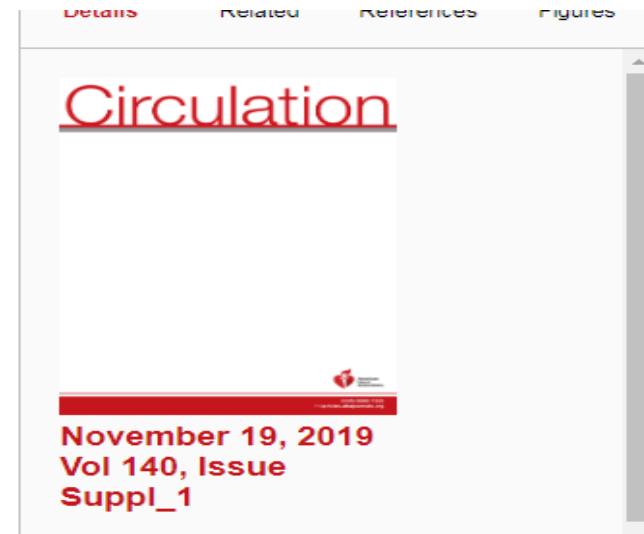 Details Related References Figures
Circulation
November 19, 2019
Vol 140, Issue
Suppl_1